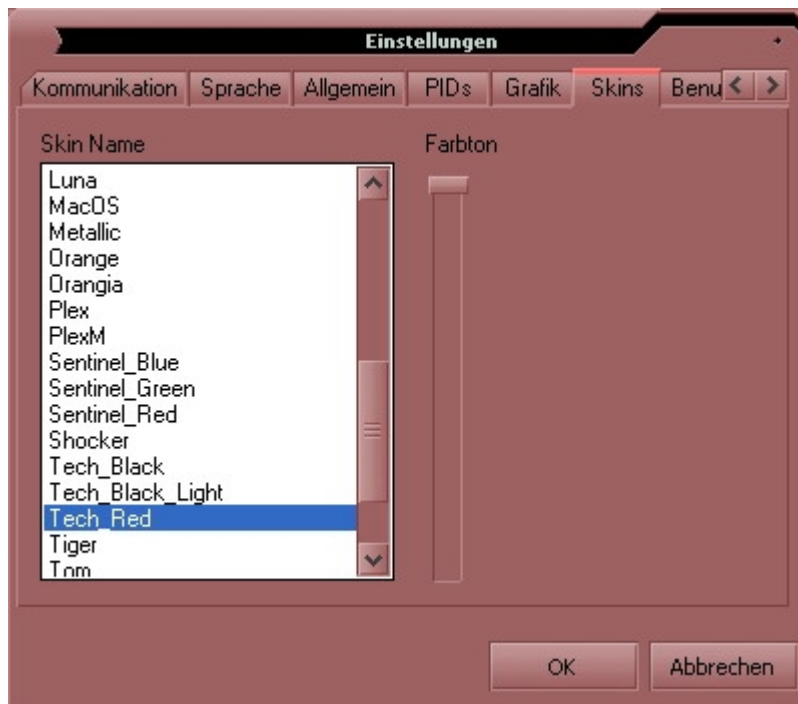 Einstellungen
Kommunikation Sprache Allgemein PIDs Grafik Skins Benu
Skin Name
Farbton
Luna
MacOS
Metallic
Orange
Orangia
Plex
PlexM
Sentinel_Blue
Sentinel_Green
Sentinel_Red
Shocker
Tech_Black
Tech_Black_Light
Tech_Red
Tiger
Tom
OK
Abbrechen